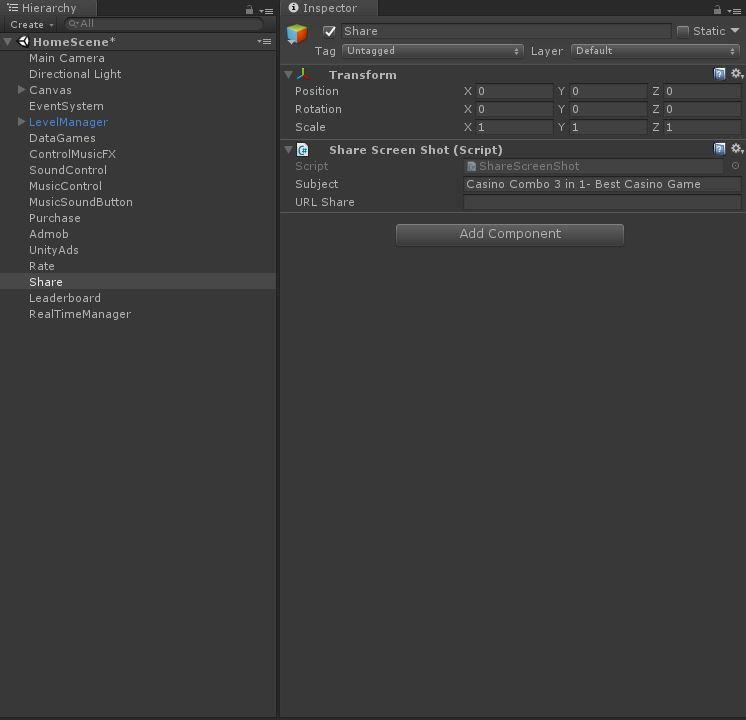 Hierarchy
Create
All
HomeScene*
Main Camera
Directional Light
Canvas
EventSystem
LevelManager
DataGames
ControlMusicFX
SoundControl
MusicControl
MusicSoundButton
Purchase
Admob
UnityAds
Rate
Share
Leaderboard
RealTimeManager
Inspector
Share Static
Tag Untagged Layer Default
Transform
Position X 0 Y 0 Z 0
Rotation X 0 Y 0 Z 0
Scale X 1 Y 1 Z 1
Share Screen Shot (Script)
Script ShareScreenShot
Subject Casino Combo 3 in 1- Best Casino Game
URL Share
Add Component